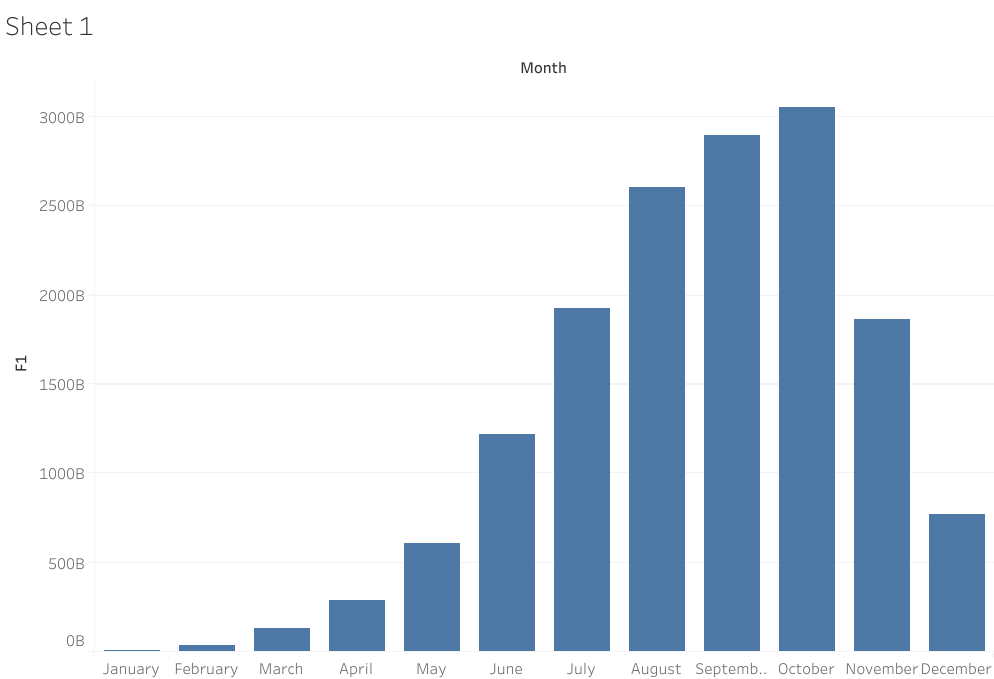 Sheet 1
Month
3000B
2500B
2000B
F1
1500B
1000B
500B
0B
January February March April May June July August Septemb.. October November December